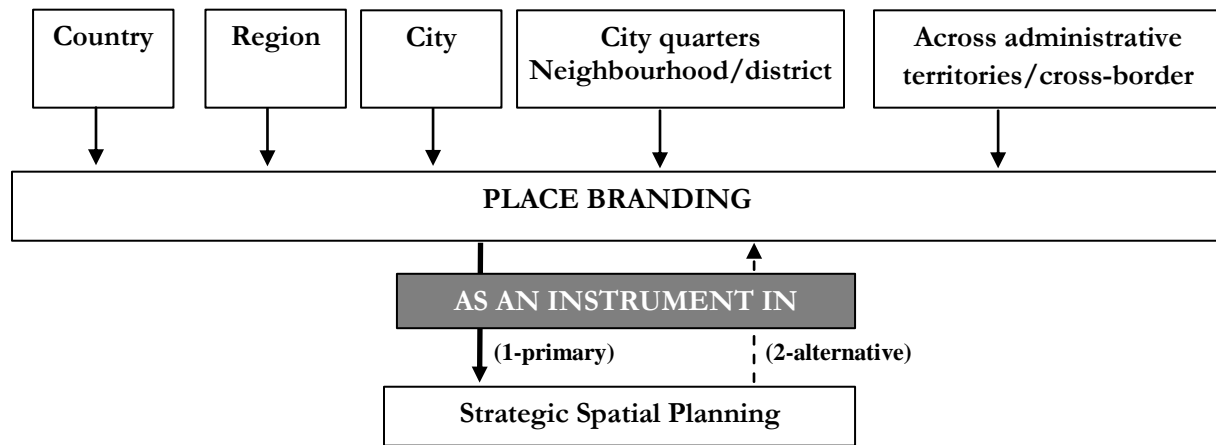 Country
Region
City
City quarters
Neighbourhood/district
Across administrative
territories/cross-border
PLACE BRANDING
AS AN INSTRUMENT IN
(1-primary)
(2-alternative)
Strategic Spatial Planning